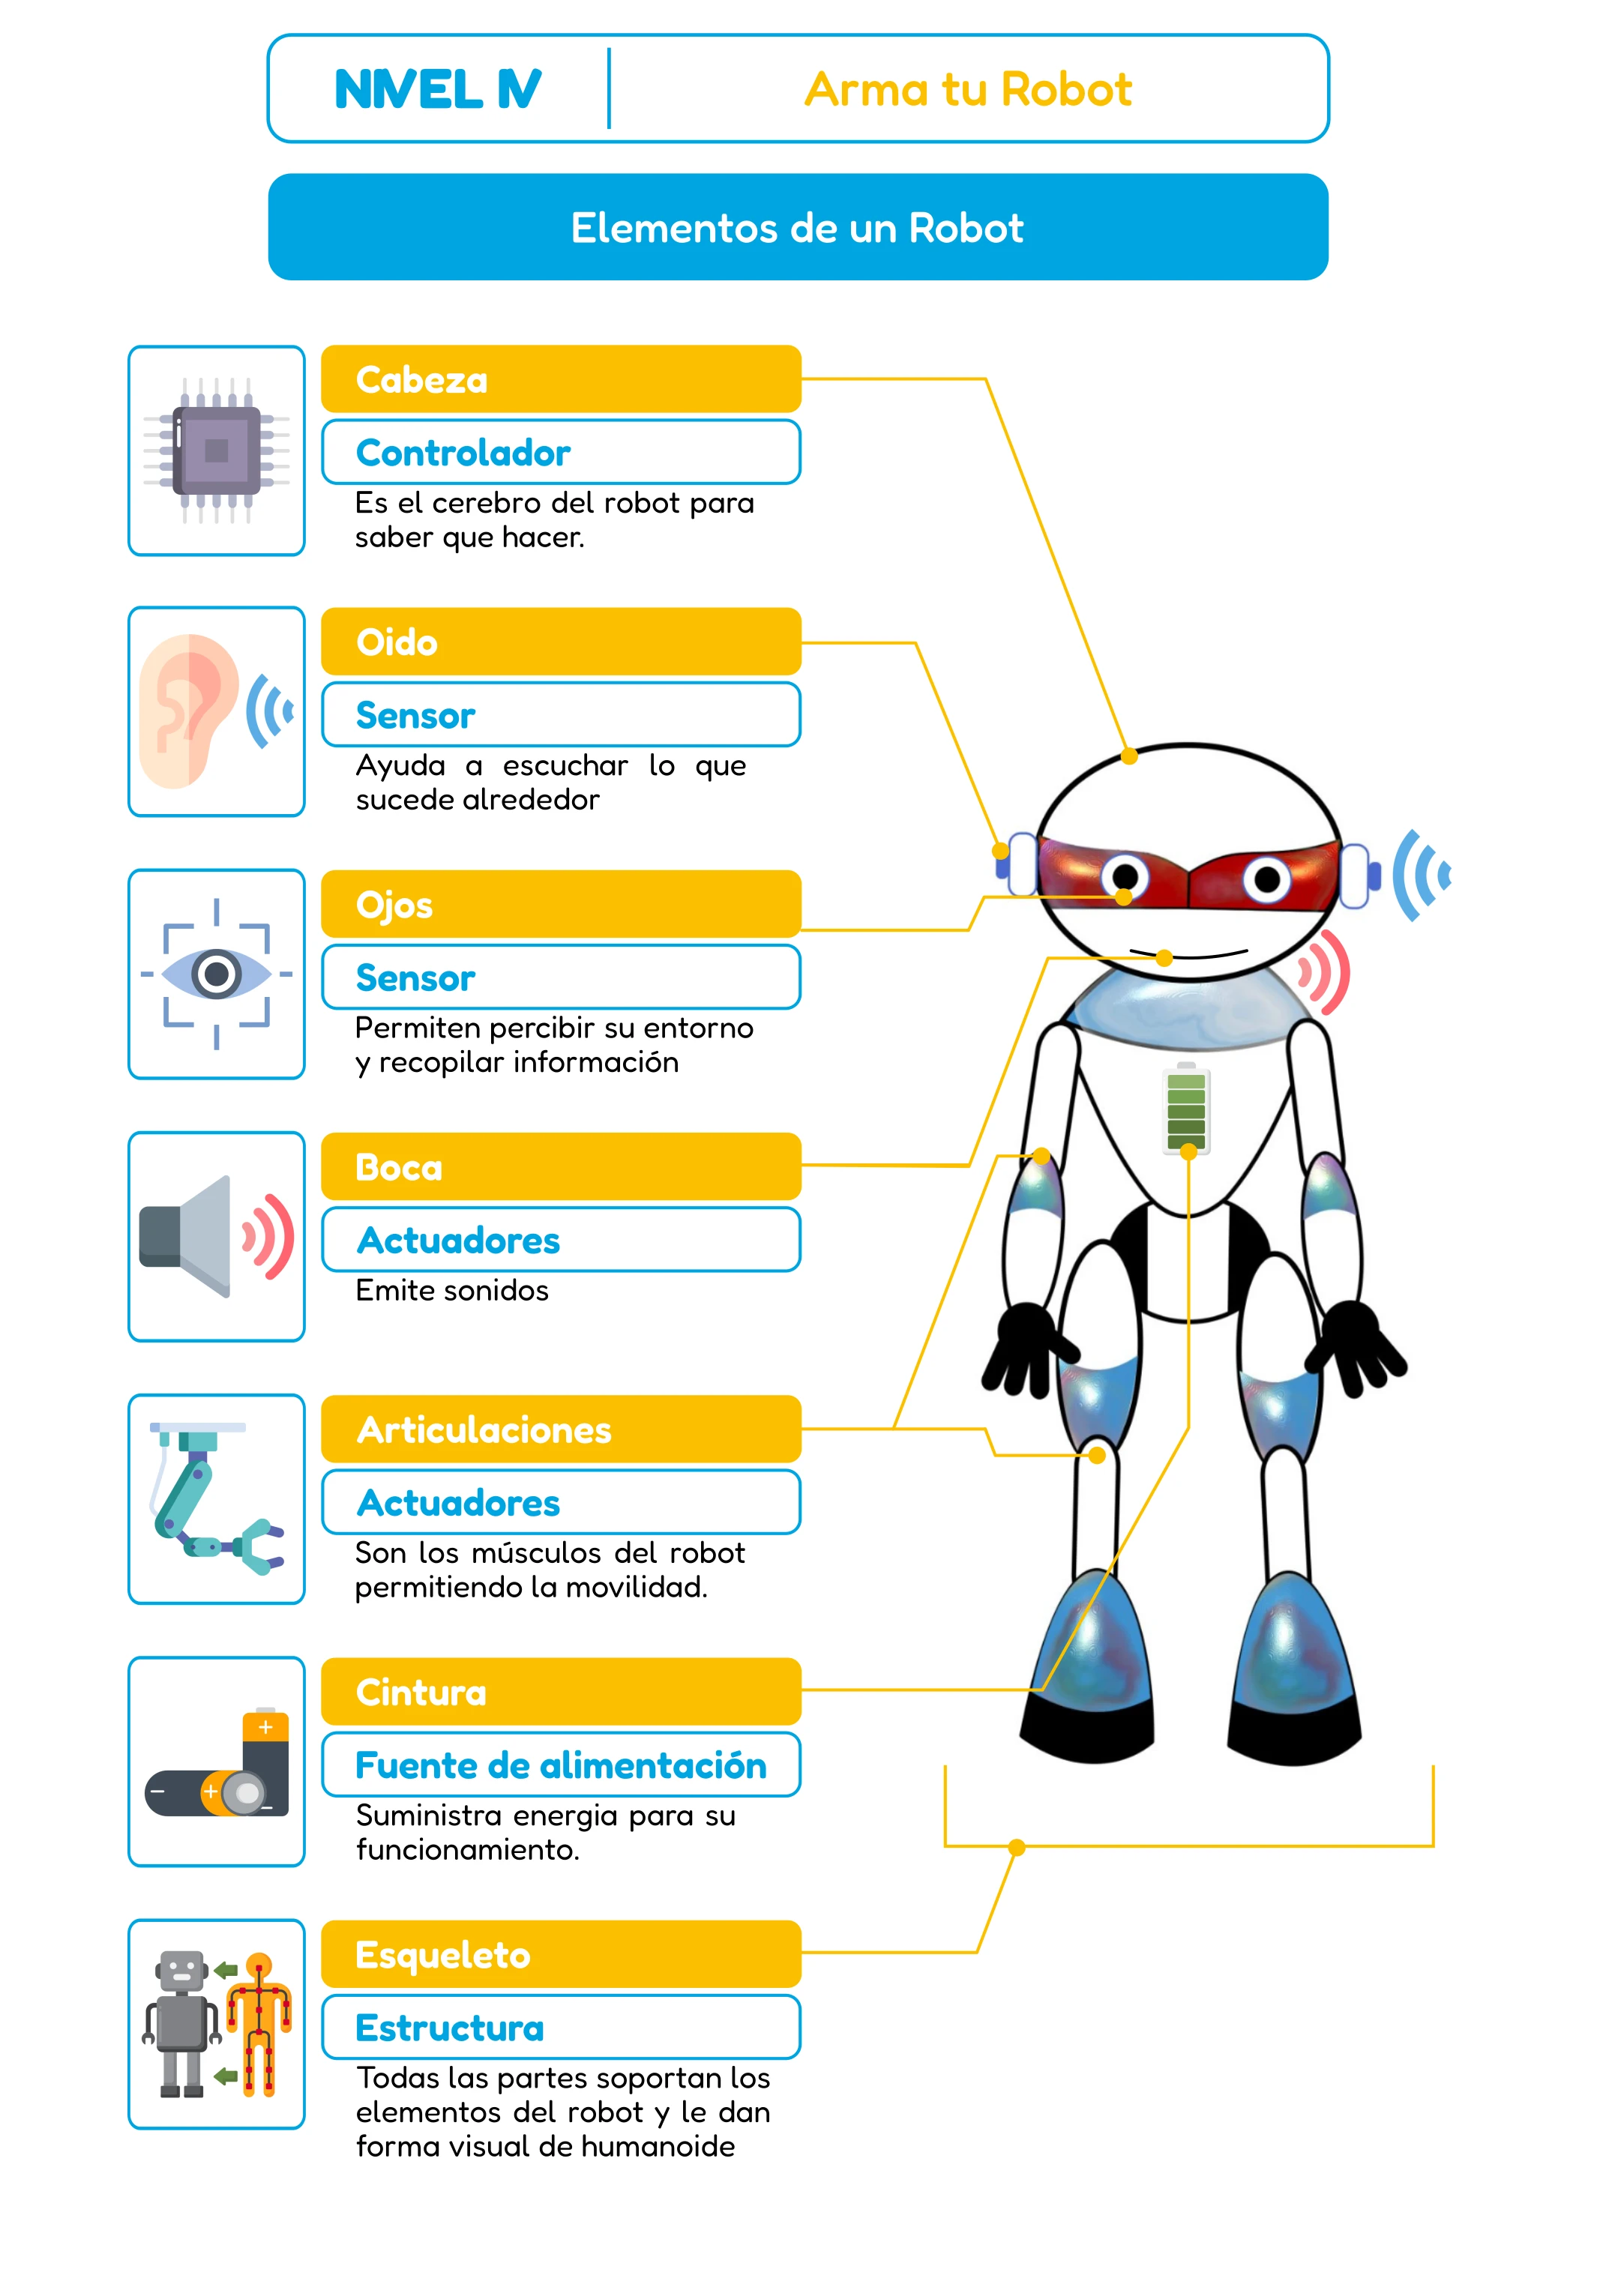 NIVEL IV
Arma tu Robot
Elementos de un Robot
Cabeza
Controlador
Es el cerebro del robot para
saber que hacer.
Oido
Sensor
Ayuda a escuchar lo que
sucede alrededor
Ojos
Sensor
Permiten percibir su entorno
y recopilar información
Boca
Actuadores
Emite sonidos
Articulaciones
Actuadores
Son los músculos del robot
permitiendo la movilidad.
Cintura
Fuente de alimentación
Suministra energia para su
funcionamiento.
Esqueleto
Estructura
Todas las partes soportan los
elementos del robot y le dan
forma visual de humanoide